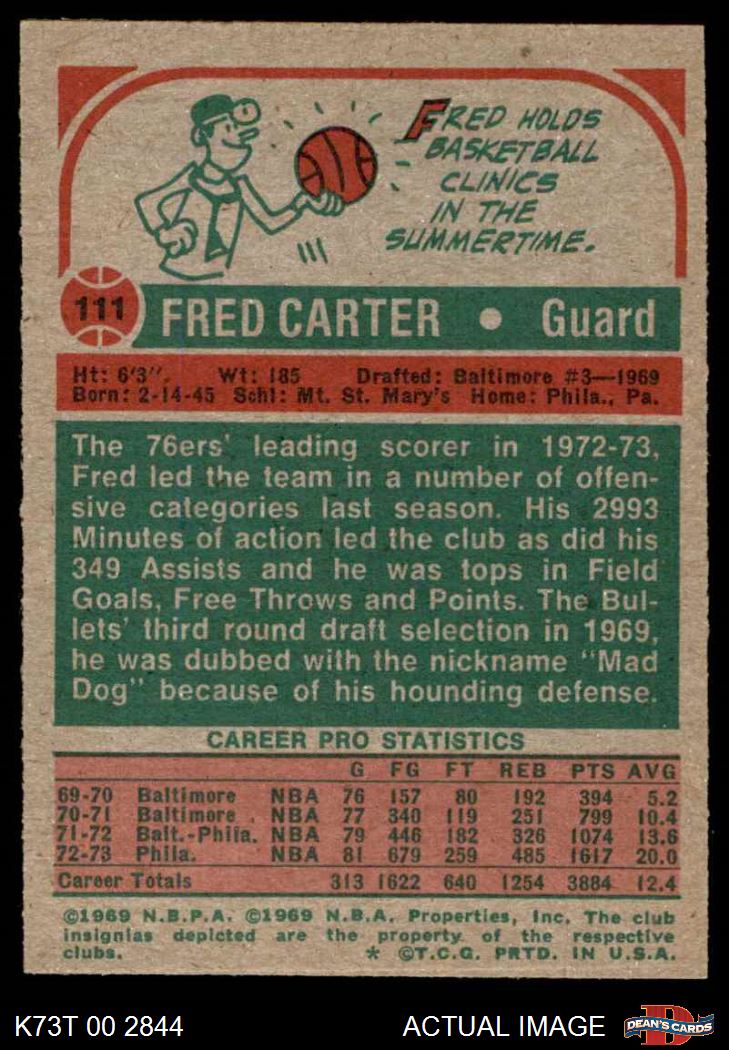 FRED HOLDS
BASKETBALL
CLINICS
IN THE
SUMMERTIME.
111 FRED CARTER • Guard
Ht: 6'3". Wt: 185 Drafted: Baltimore #3—1969
Born: 2-14-45 Schl: Mt. St. Mary's Home: Phila., Pa.
The 76ers' leading scorer in 1972-73,
Fred led the team in a number of offen-
sive categories last season. His 2993
Minutes of action led the club as did his
349 Assists and he was tops in Field
Goals, Free Throws and Points. The Bul-
lets' third round draft selection in 1969,
he was dubbed with the nickname "Mad
Dog" because of his hounding defense.
CAREER PRO STATISTICS
G FG FT REB PTS AVG
69-70 Baltimore NBA 76 157 80 192 394 5.2
70-71 Baltimore NBA 77 340 119 251 799 10.4
71-72 Balt.-Phila. NBA 79 446 182 326 1074 13.6
72-73 Phila. NBA 81 679 259 485 1617 20.0
Career Totals 313 1622 640 1254 3884 12.4
©1969 N.B.P.A. ©1969 N.B.A. Properties, Inc. The club
insignias depicted are the property of the respective
clubs. * ©T.C.G. PRTD. IN U.S.A.
K73T 00 2844 ACTUAL IMAGE DEAN'S CARDS